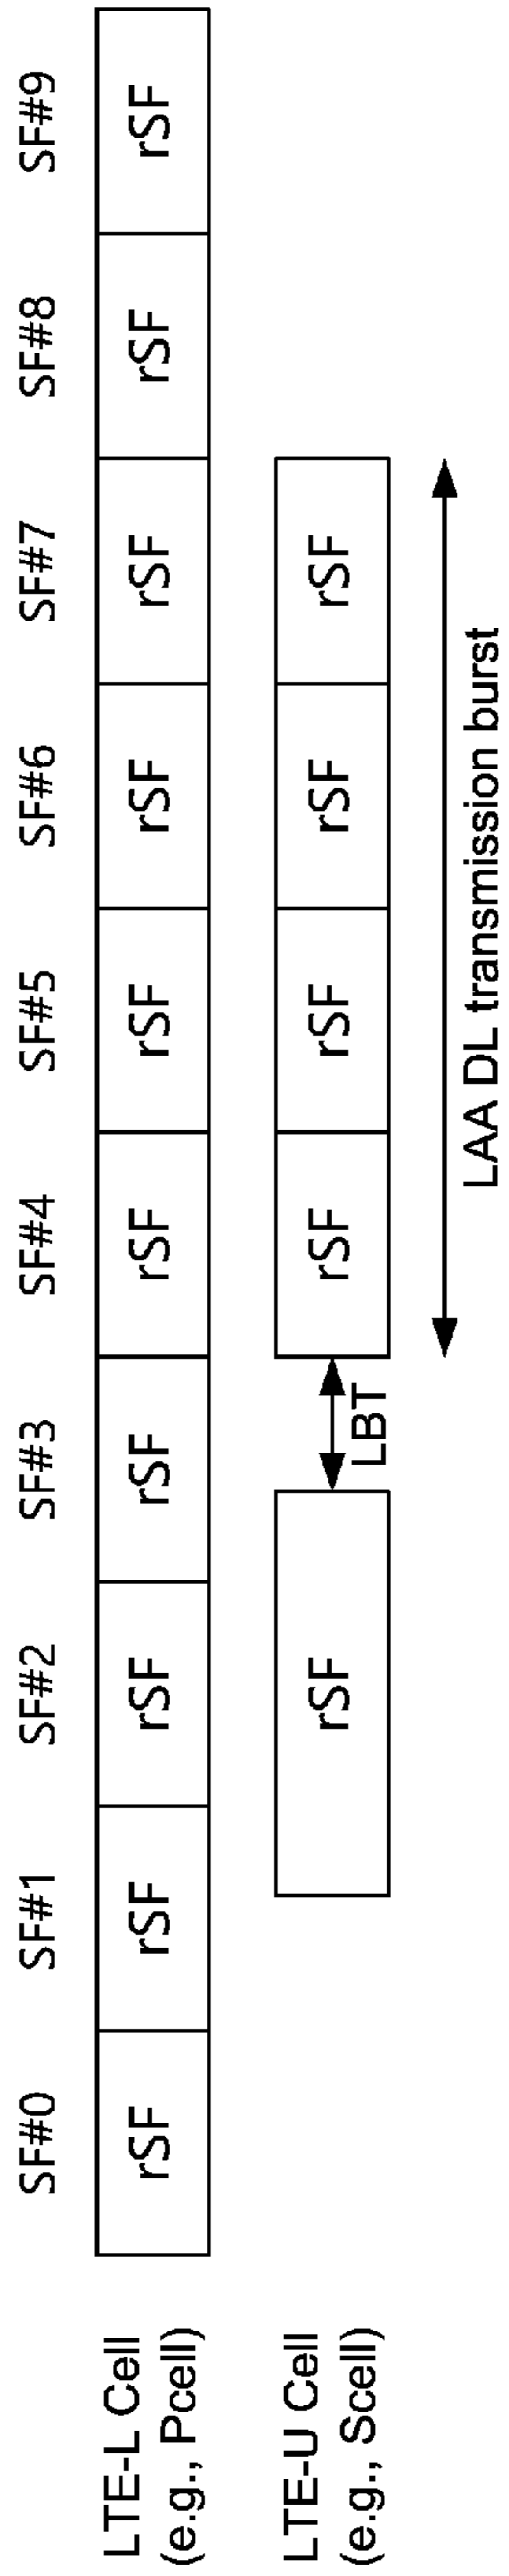 SF#0 SF#1 SF#2 SF#3 SF#4 SF#5 SF#6 SF#7 SF#8 SF#9
LTE-L Cell
(e.g., Pcell)
rSF rSF rSF rSF rSF rSF rSF rSF rSF rSF
LTE-U Cell
(e.g., Scell)
rSF rSF rSF rSF rSF
LBT
LAA DL transmission burst